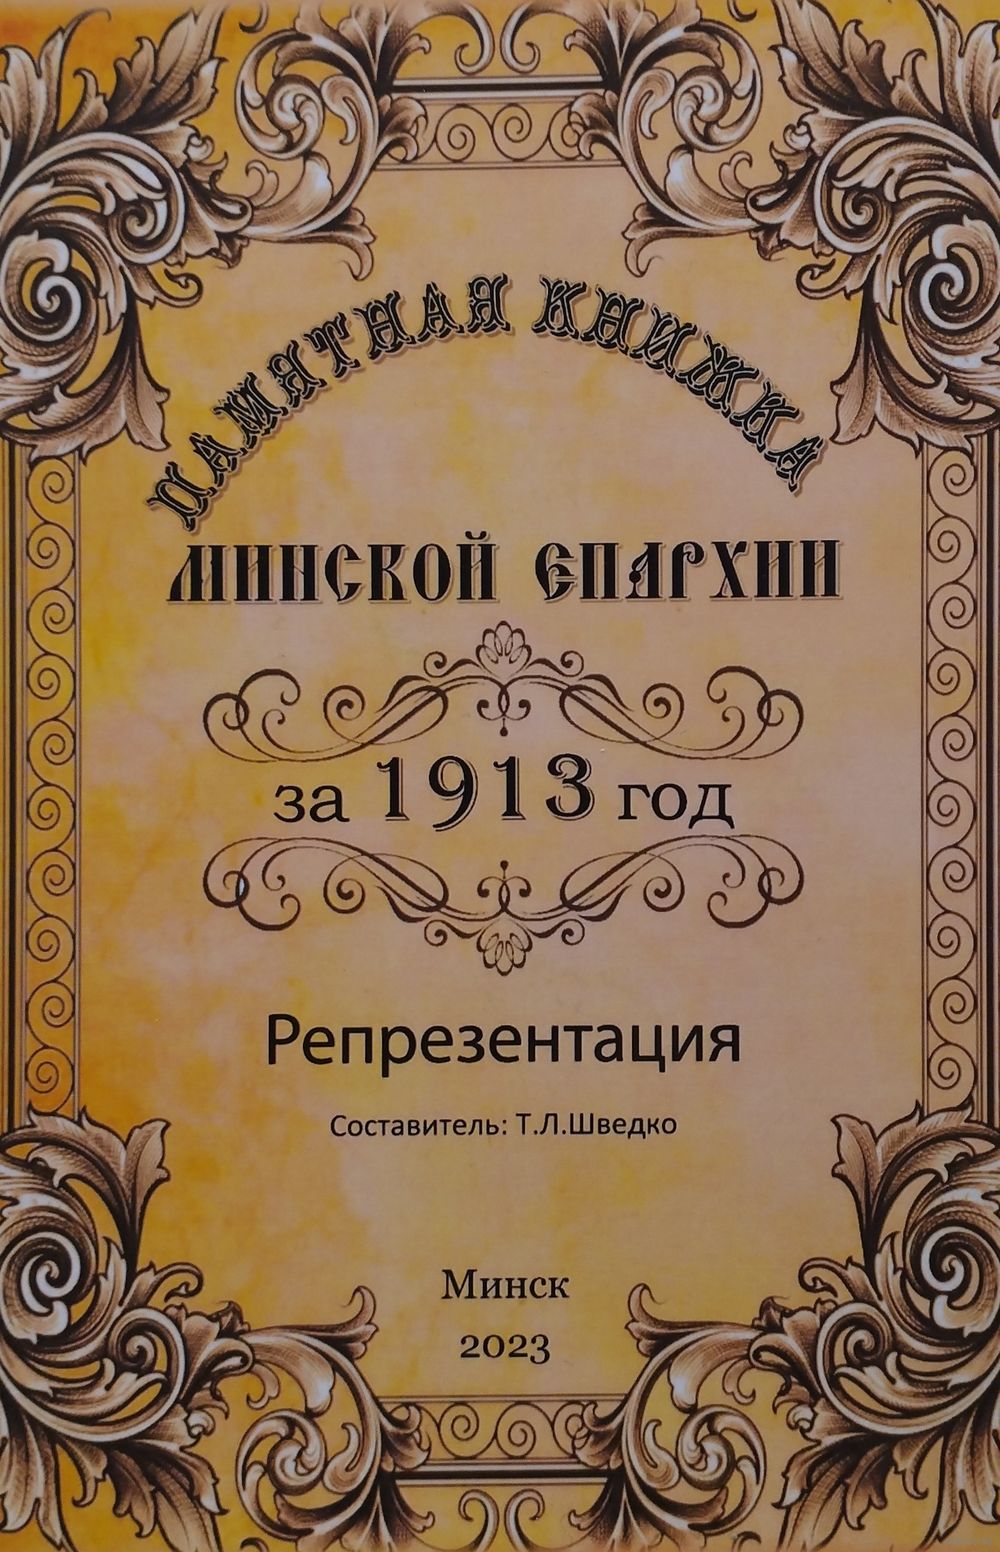 ПАМЯТНАЯ КНИЖКА
МИНСКОЙ ЕПАРХИИ
за 1913 год
Репрезентация
Составитель: Т.Л.Шведко
Минск
2023